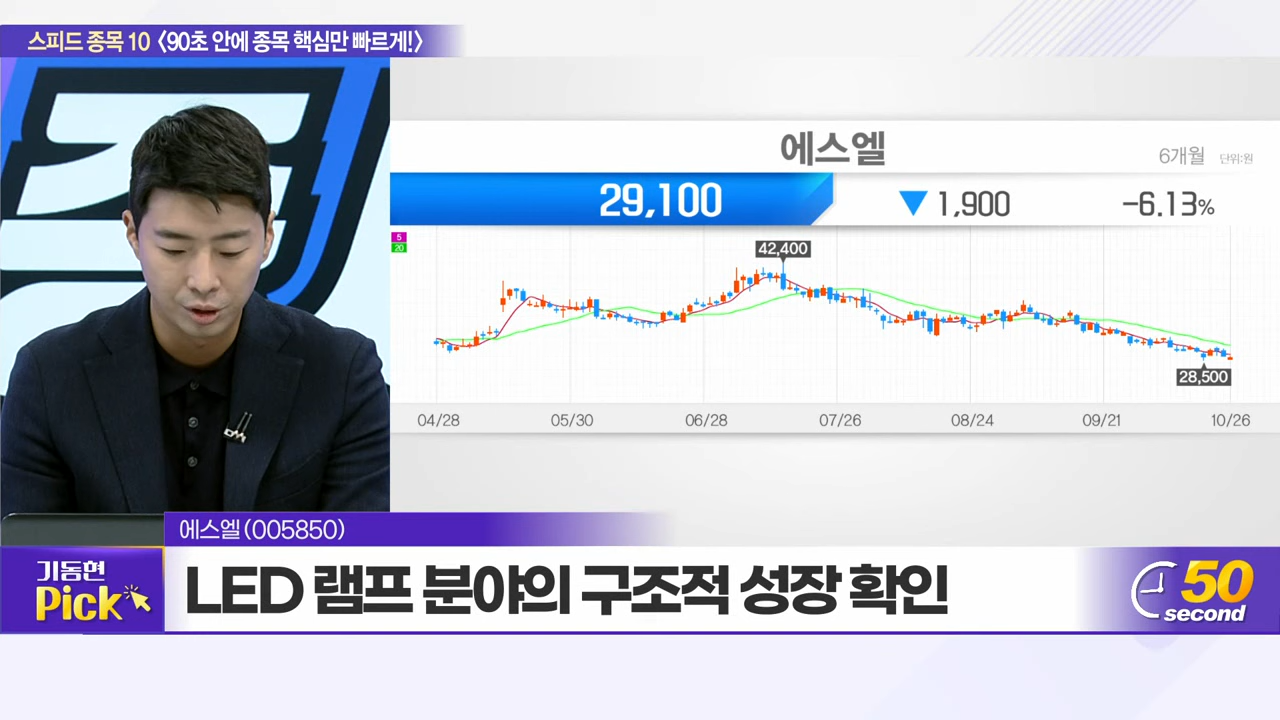 스피드 종목 10 〈90초 안에 종목 핵심만 빠르게!〉
에스엘
6개월 단위:원
29,100 ▼ 1,900 -6.13%
5
20
42,400
28,500
04/28 05/30 06/28 07/26 08/24 09/21 10/26
에스엘(005850)
기동현
Pick
LED 램프 분야의 구조적 성장 확인
50
second